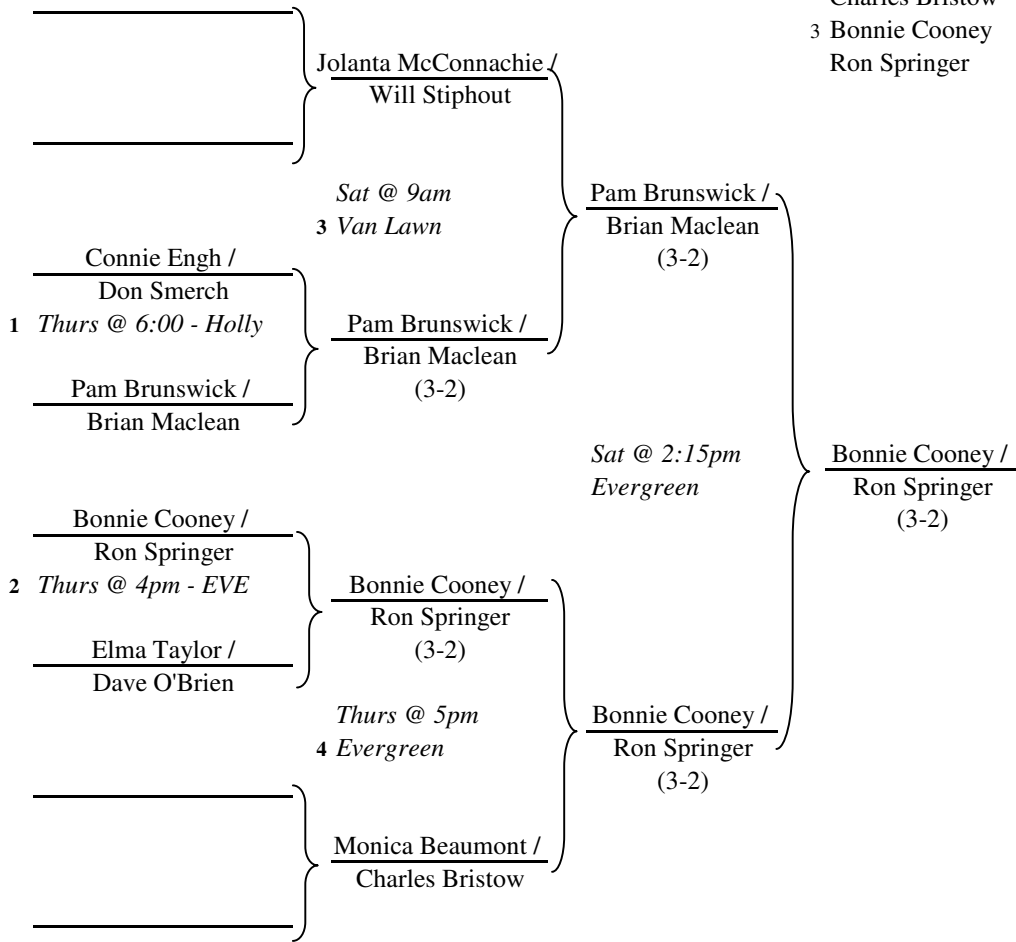 Charles Bristow
3 Bonnie Cooney
Ron Springer
Jolanta McConnachie /
Will Stiphout
Sat @ 9am
3 Van Lawn
Pam Brunswick /
Brian Maclean
(3-2)
Connie Engh /
Don Smerch
1 Thurs @ 6:00 - Holly
Pam Brunswick /
Brian Maclean
(3-2)
Pam Brunswick /
Brian Maclean
Sat @ 2:15pm
Evergreen
Bonnie Cooney /
Ron Springer
(3-2)
Bonnie Cooney /
Ron Springer
2 Thurs @ 4pm - EVE
Bonnie Cooney /
Ron Springer
(3-2)
Elma Taylor /
Dave O'Brien
Thurs @ 5pm
4 Evergreen
Bonnie Cooney /
Ron Springer
(3-2)
Monica Beaumont /
Charles Bristow